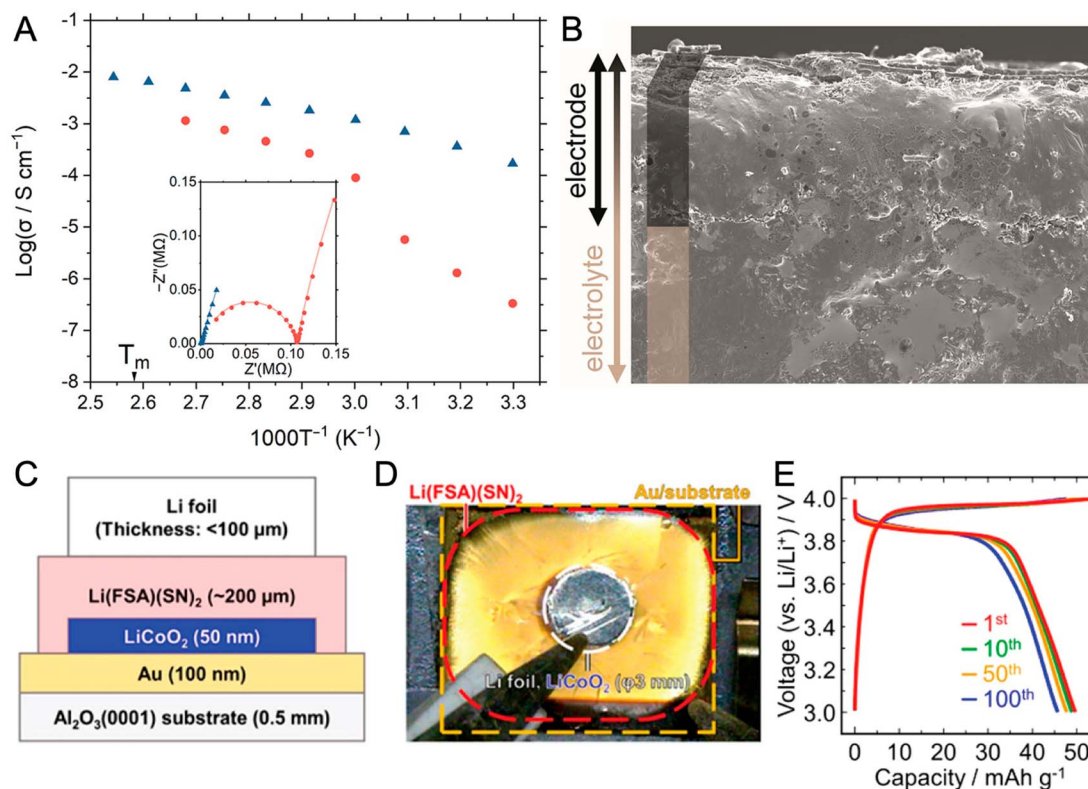 A
-1
-2
-3
-4
-5
-6
-7
-8
Log(σ / S cm⁻¹)
0.15
0.10
0.05
0.00
-Z"(MΩ)
0.00 0.05 0.10 0.15
Z'(MΩ)
Tm
2.5 2.6 2.7 2.8 2.9 3.0 3.1 3.2 3.3
1000T⁻¹ (K⁻¹)
B
electrode
electrolyte
C
Li foil
(Thickness: <100 μm)
Li(FSA)(SN)₂ (~200 μm)
LiCoO₂ (50 nm)
Au (100 nm)
Al₂O₃(0001) substrate (0.5 mm)
D
Li(FSA)(SN)₂
Au/substrate
Li foil, LiCoO₂ (φ3 mm)
E
4.0
3.8
3.6
3.4
3.2
3.0
Voltage (vs. Li/Li⁺) / V
1st
10th
50th
100th
0 10 20 30 40 50
Capacity / mAh g⁻¹